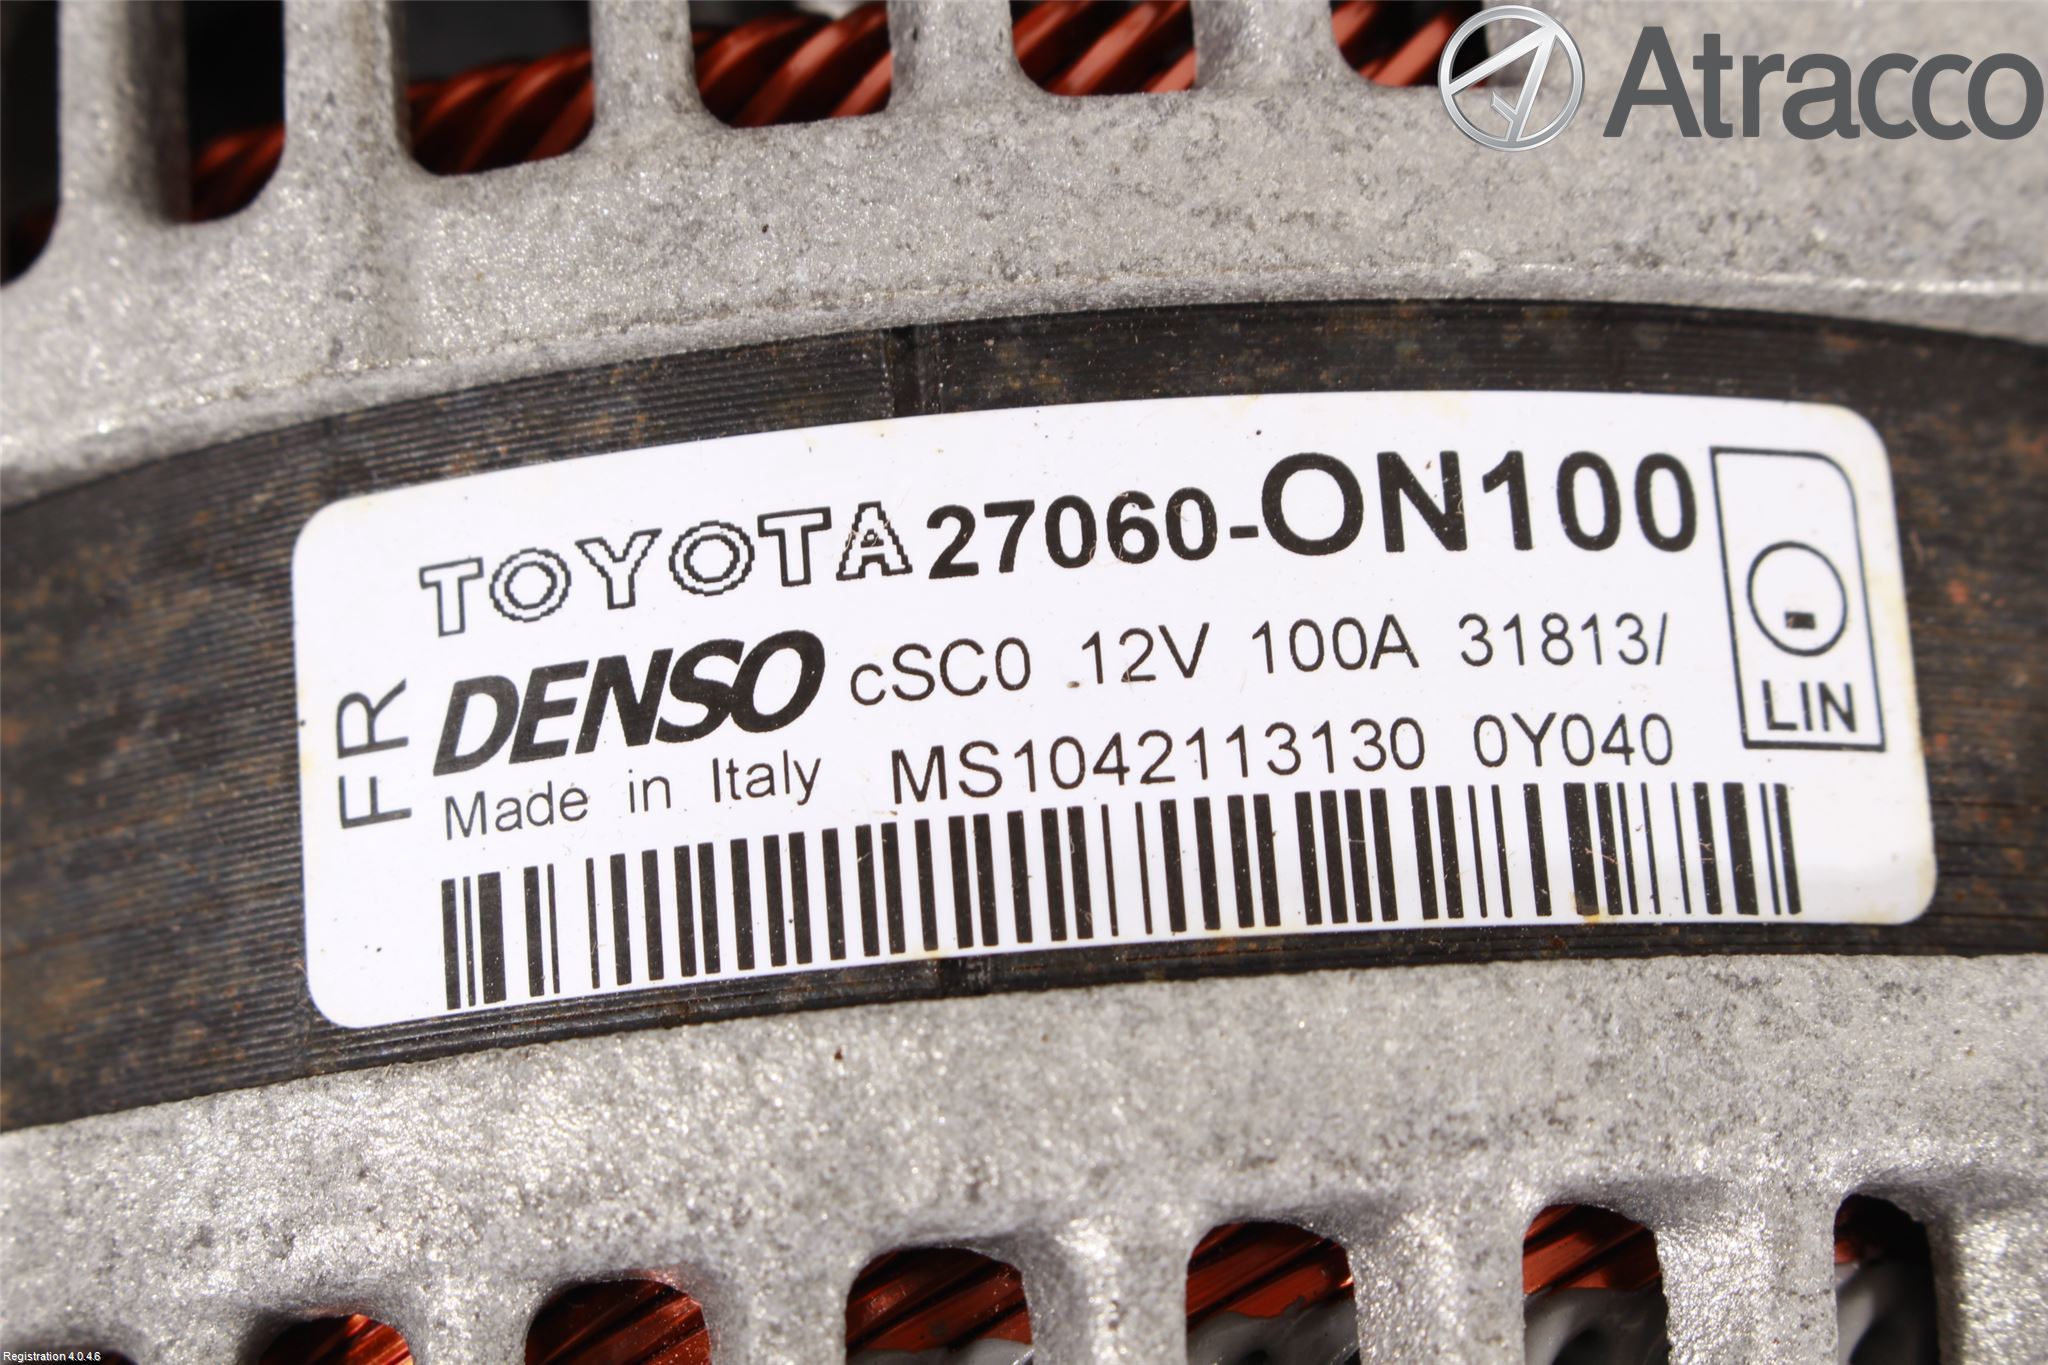 Atracco
TOYOTA 27060-0N100
DENSO cSC0 12V 100A 31813/
Made in Italy MS1042113130 0Y040
FR
LIN
Registration 4.0.4.6